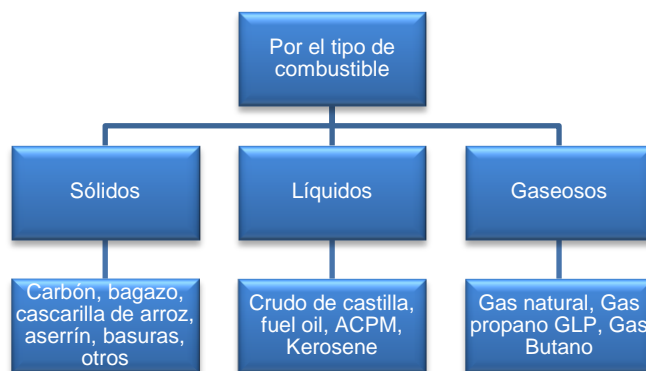 Por el tipo de
combustible
Sólidos
Líquidos
Gaseosos
Carbón, bagazo,
cascarilla de arroz,
aserrín, basuras,
otros
Crudo de castilla,
fuel oil, ACPM,
Kerosene
Gas natural, Gas
propano GLP, Gas
Butano